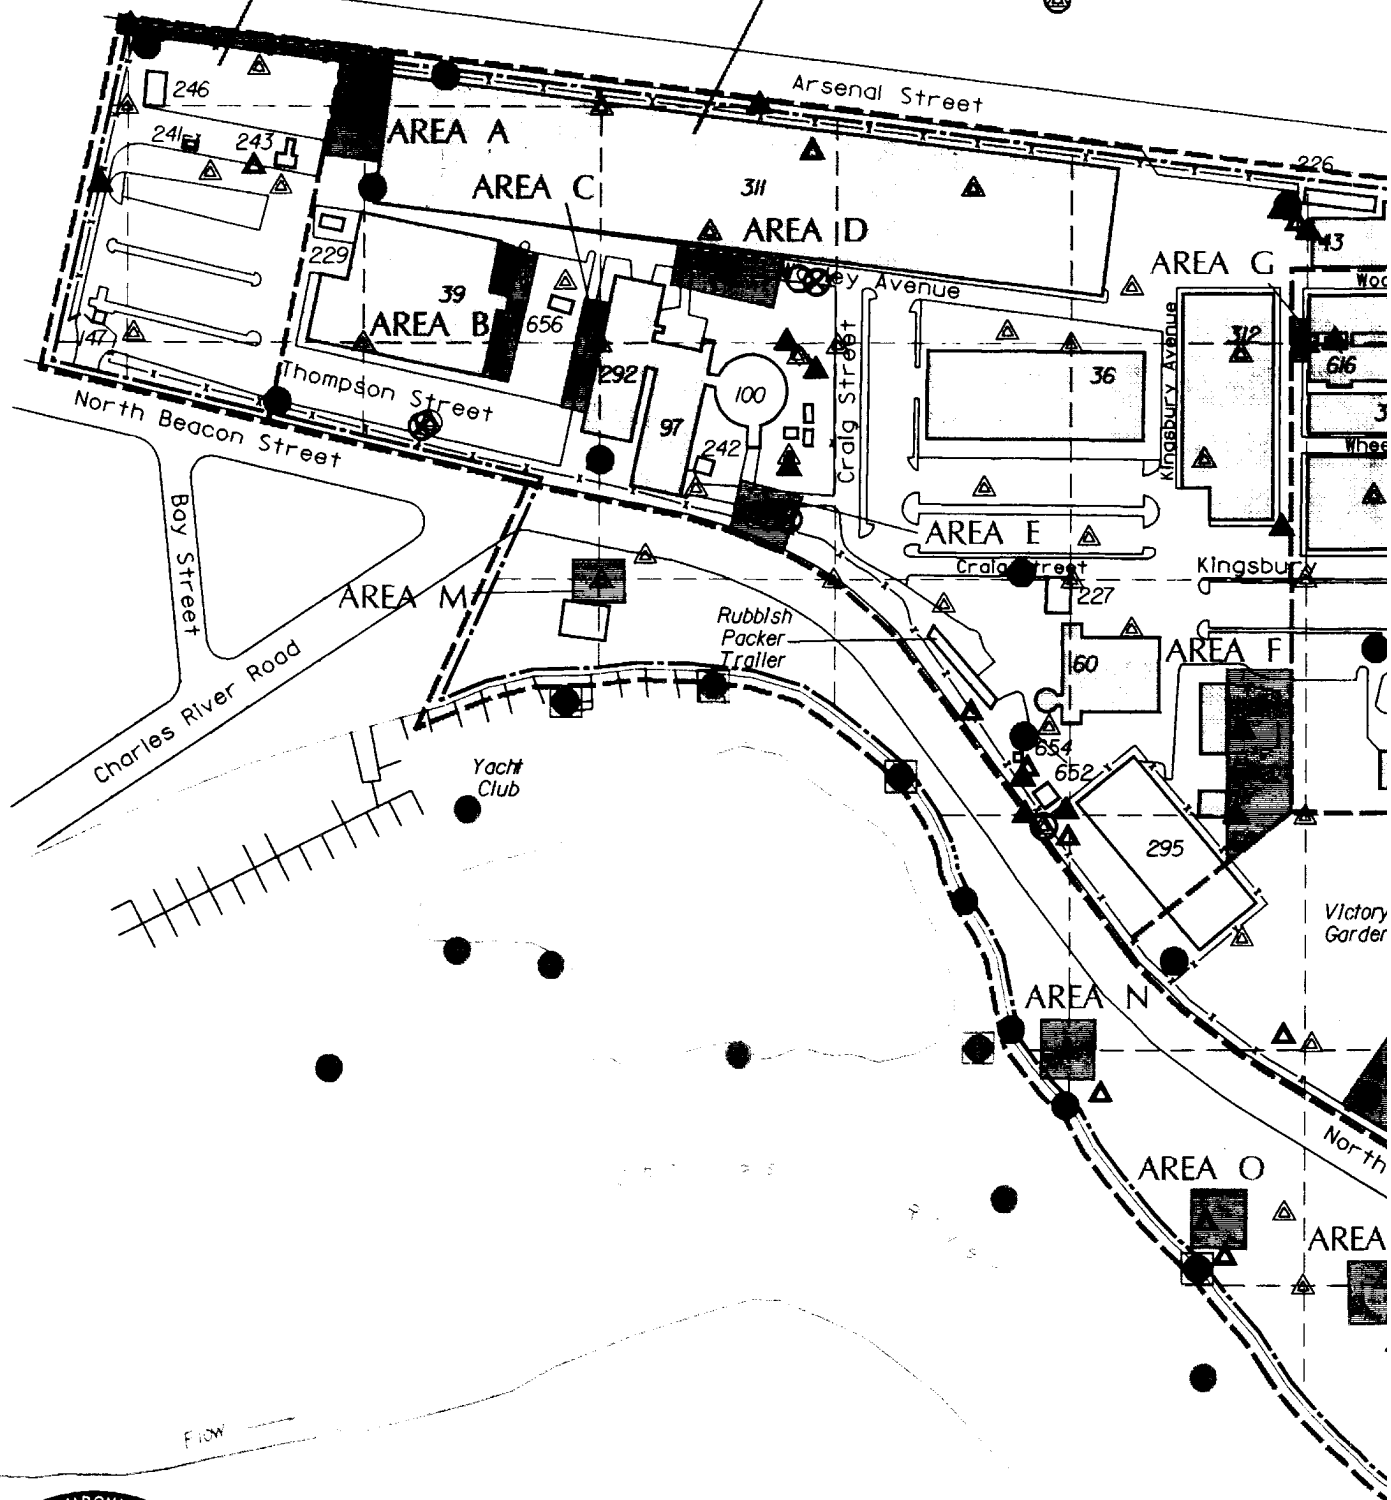 Arsenal Street
226
246
AREA A
241
243
AREA C
311
AREA D
43
229
AREA G
39
Avenue
AREA B
656
312
147
616
292
36
Kingsbury Avenue
Thompson Street
100
Craig Street
97
North Beacon Street
242
Bay Street
AREA E
Craig Street
Kingsbury
AREA M
227
Rubbish
Packer
Trailer
60
AREA F
Charles River Road
654
652
Yacht
Club
295
Victory
AREA N
North
AREA O
AREA
Flow